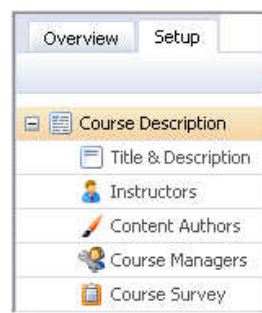 Overview Setup
Course Description
Title & Description
Instructors
Content Authors
Course Managers
Course Survey